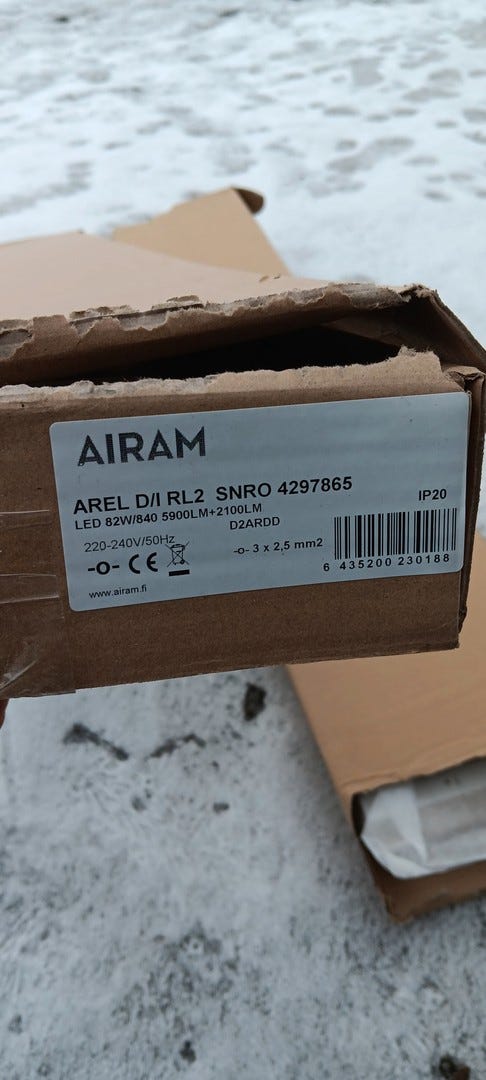 AIRAM
AREL D/I RL2 SNRO 4297865
IP20
LED 82W/840 5900LM+2100LM
D2ARDD
220-240V/50Hz
-o- 3 x 2,5 mm2
-o- CE
6 435200 230188
www.airam.fi